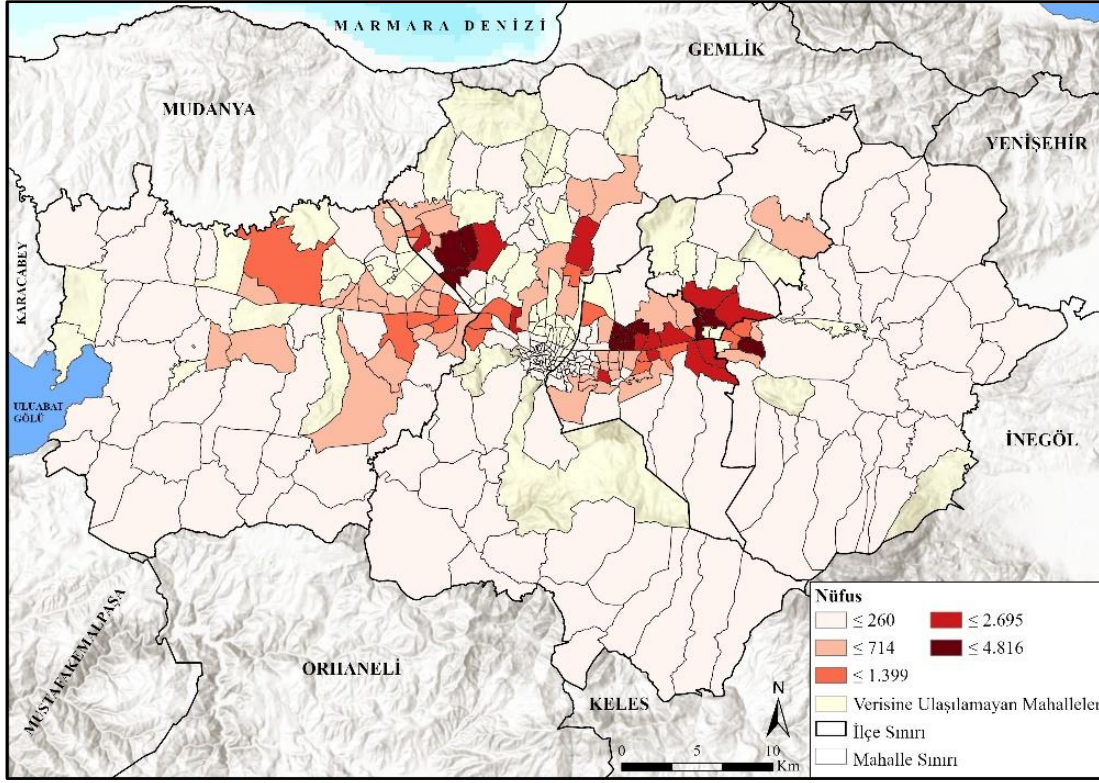 MARMARA DENİZİ
GEMLİK
MUDANYA
YENİŞEHİR
KARACABEY
ULUABAT
GÖLÜ
İNEGÖL
MUSTAFAKEMALPAŞA
ORHANELİ
KELES
N
0 5 10
Km
Nüfus
≤ 260
≤ 714
≤ 1.399
≤ 2.695
≤ 4.816
Verisine Ulaşılamayan Mahalleler
İlçe Sınırı
Mahalle Sınırı